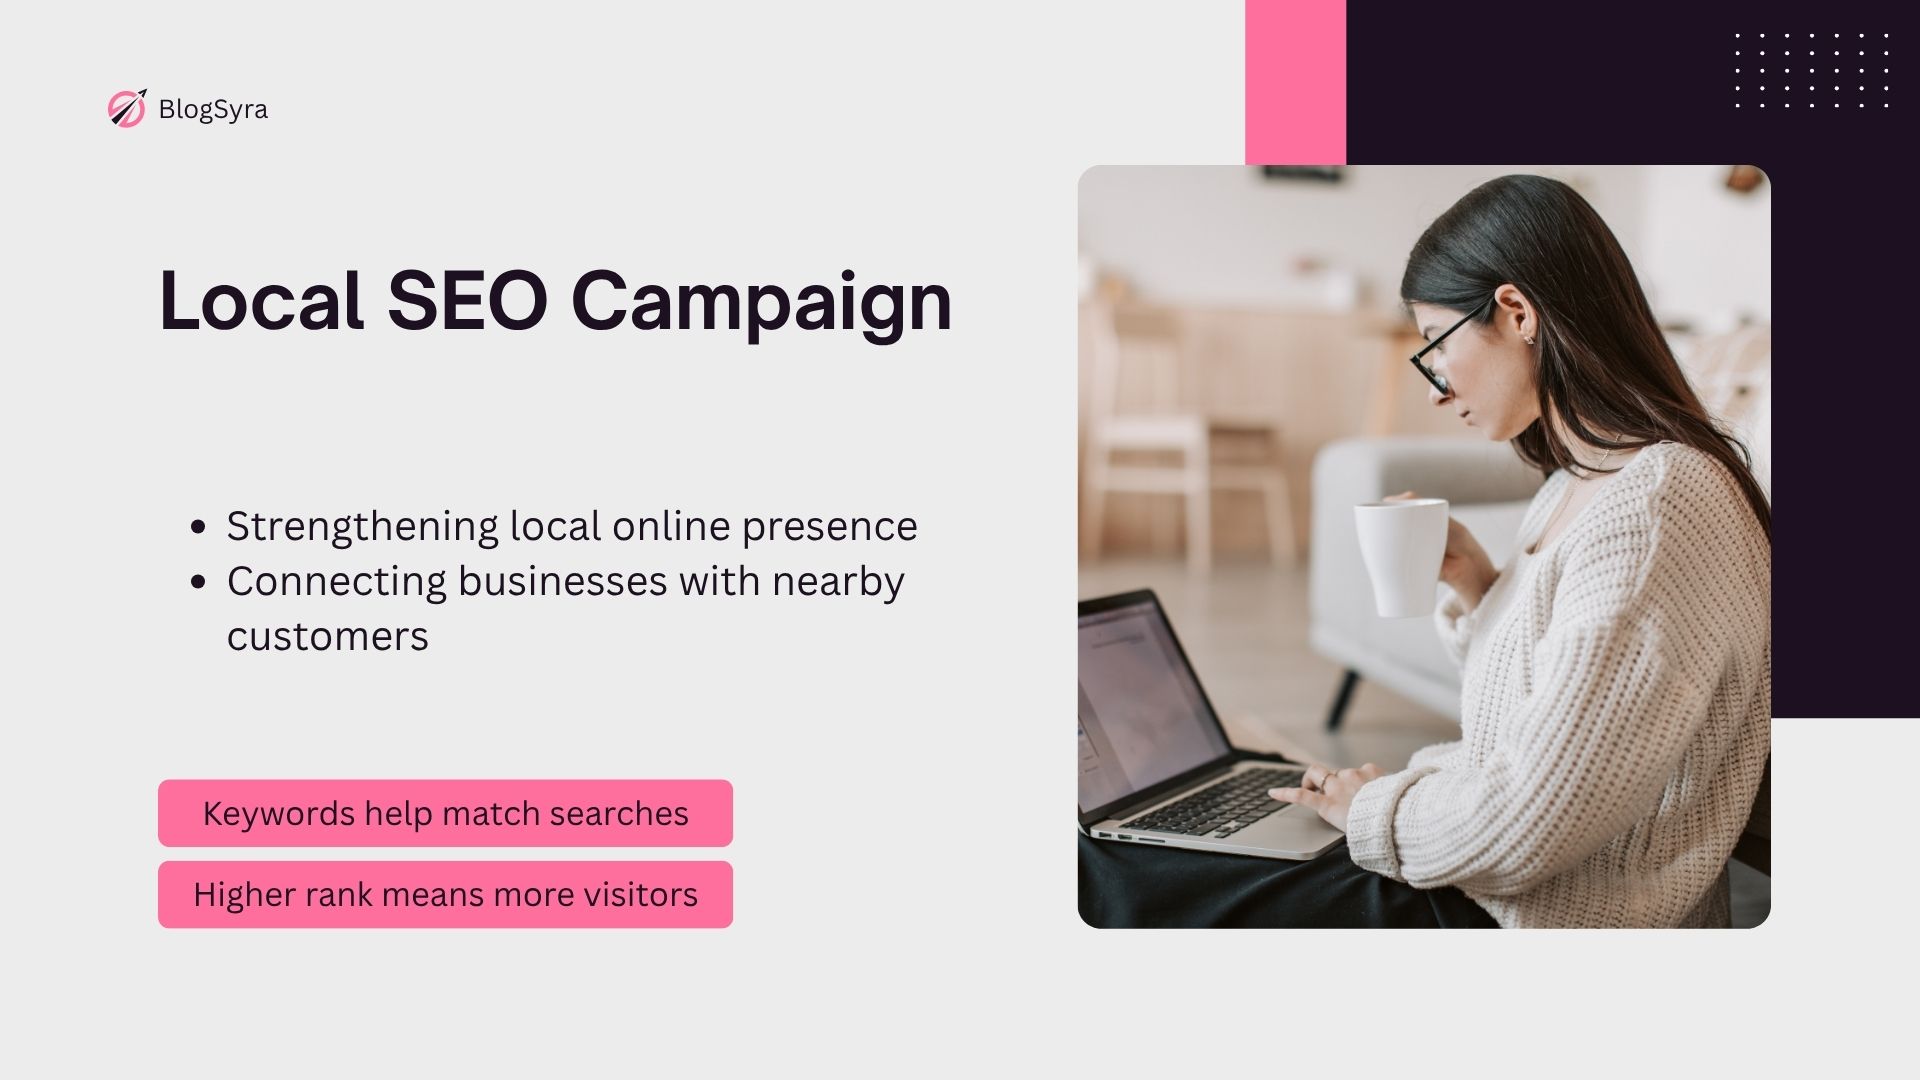 BlogSyra
Local SEO Campaign
• Strengthening local online presence
• Connecting businesses with nearby
customers
Keywords help match searches
Higher rank means more visitors